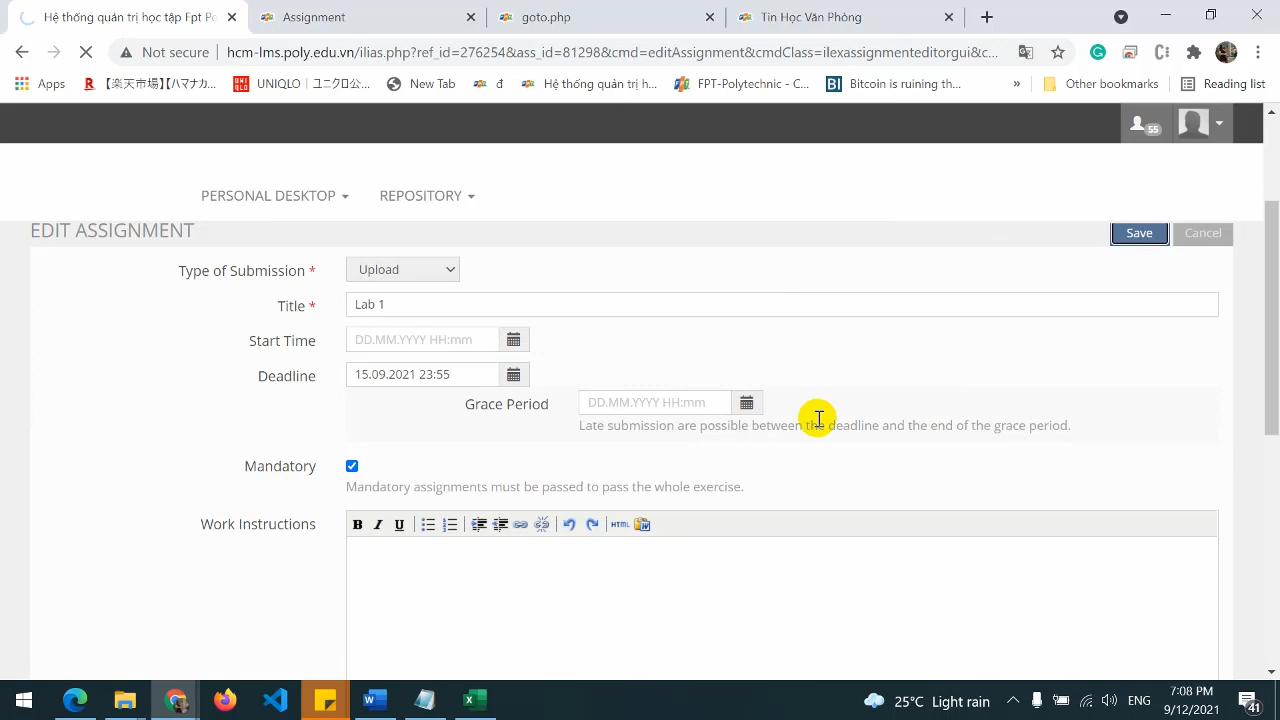 Hệ thống quản trị học tập Fpt Po
Assignment
goto.php
Tin Học Văn Phòng
Not secure
hcm-lms.poly.edu.vn/ilias.php?ref_id=276254&ass_id=81298&cmd=editAssignment&cmdClass=ilexassignmenteditorgui&c...
Apps
【楽天市場】【ハマナカ...
UNIQLO｜ユニクロ公...
New Tab
đ
Hệ thống quản trị h...
FPT-Polytechnic - C...
Bitcoin is ruining th...
»
Other bookmarks
Reading list
55
PERSONAL DESKTOP
REPOSITORY
EDIT ASSIGNMENT
Save
Cancel
Type of Submission *
Upload
Title *
Lab 1
Start Time
DD.MM.YYYY HH:mm
Deadline
15.09.2021 23:55
Grace Period
DD.MM.YYYY HH:mm
Late submission are possible between the deadline and the end of the grace period.
Mandatory
Mandatory assignments must be passed to pass the whole exercise.
Work Instructions
B I U
HTML
25°C Light rain
ENG
7:08 PM
9/12/2021
41